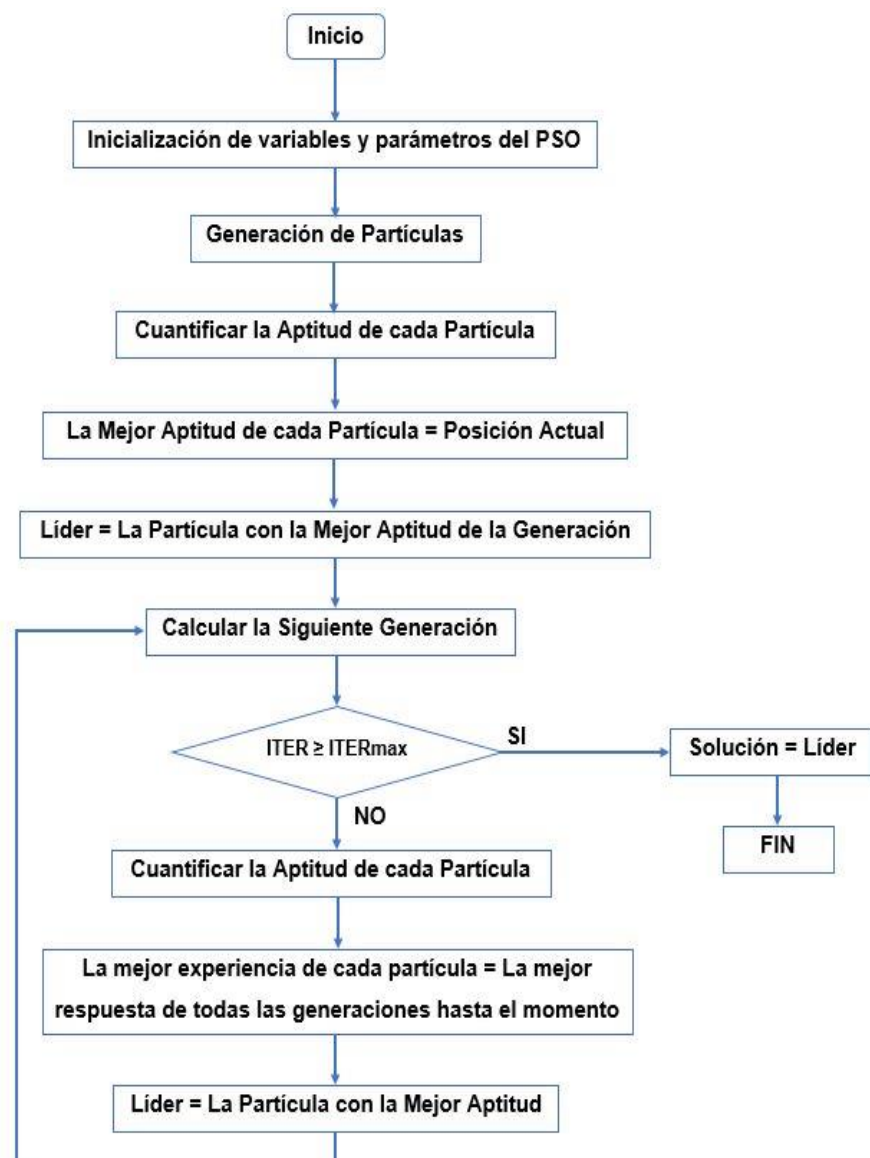 Inicio
Inicialización de variables y parámetros del PSO
Generación de Partículas
Cuantificar la Aptitud de cada Partícula
La Mejor Aptitud de cada Partícula = Posición Actual
Líder = La Partícula con la Mejor Aptitud de la Generación
Calcular la Siguiente Generación
ITER ≥ ITERmax
SI
Solución = Líder
FIN
NO
Cuantificar la Aptitud de cada Partícula
La mejor experiencia de cada partícula = La mejor
respuesta de todas las generaciones hasta el momento
Líder = La Partícula con la Mejor Aptitud